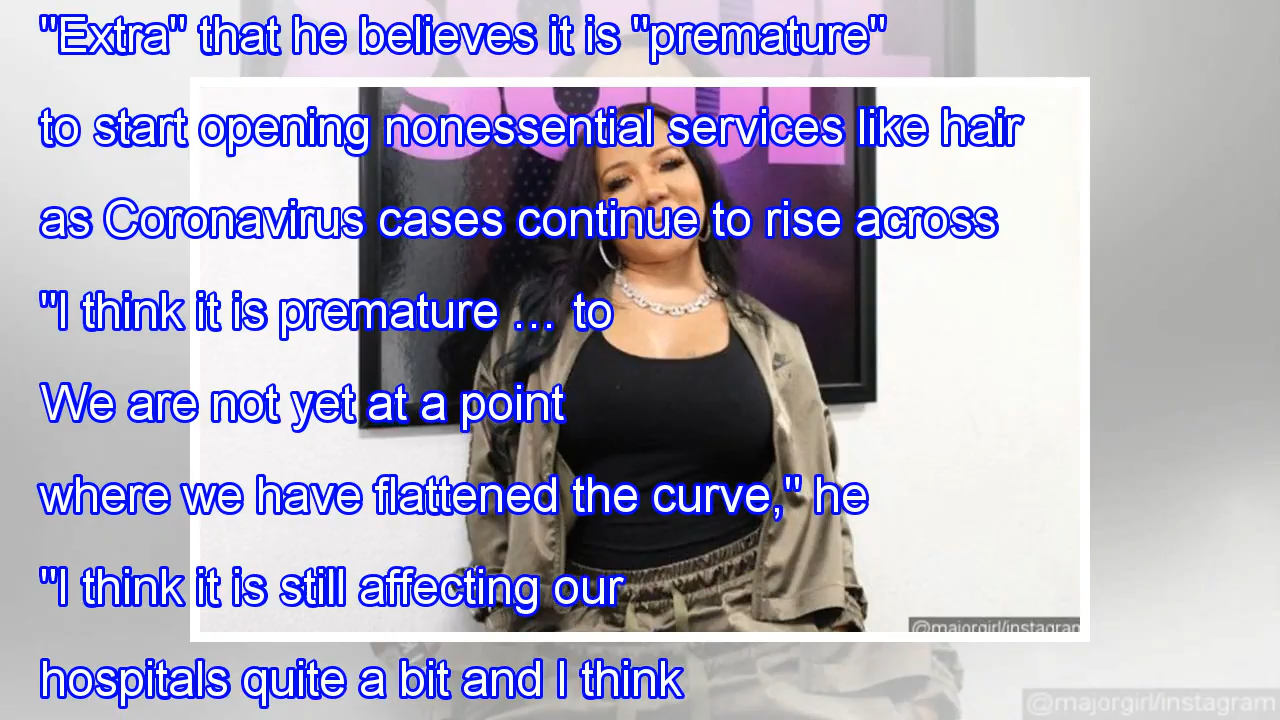 "Extra" that he believes it is "premature"
to start opening nonessential services like hair
as Coronavirus cases continue to rise across
"I think it is premature … to
We are not yet at a point
where we have flattened the curve," he
"I think it is still affecting our
@majorgirl/instagram
hospitals quite a bit and I think
@majorgirl/instagram